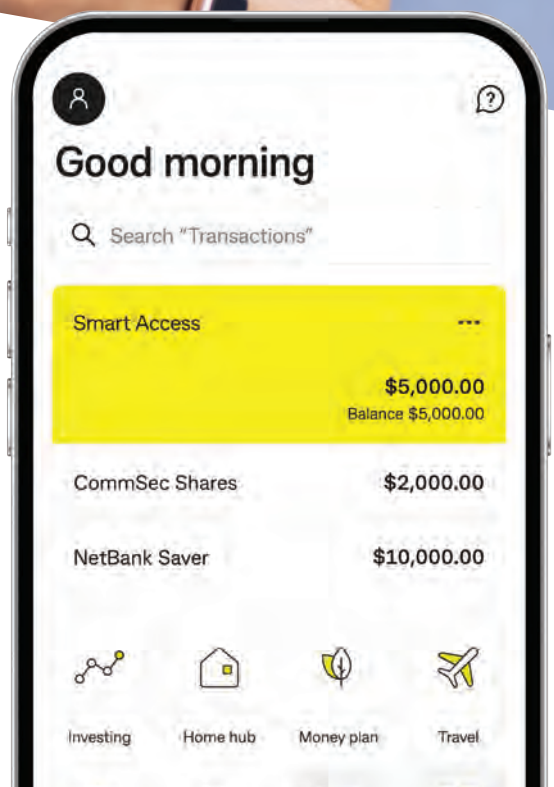 Good morning
Search "Transactions"
Smart Access
$5,000.00
Balance $5,000.00
CommSec Shares $2,000.00
NetBank Saver $10,000.00
Investing Home hub Money plan Travel